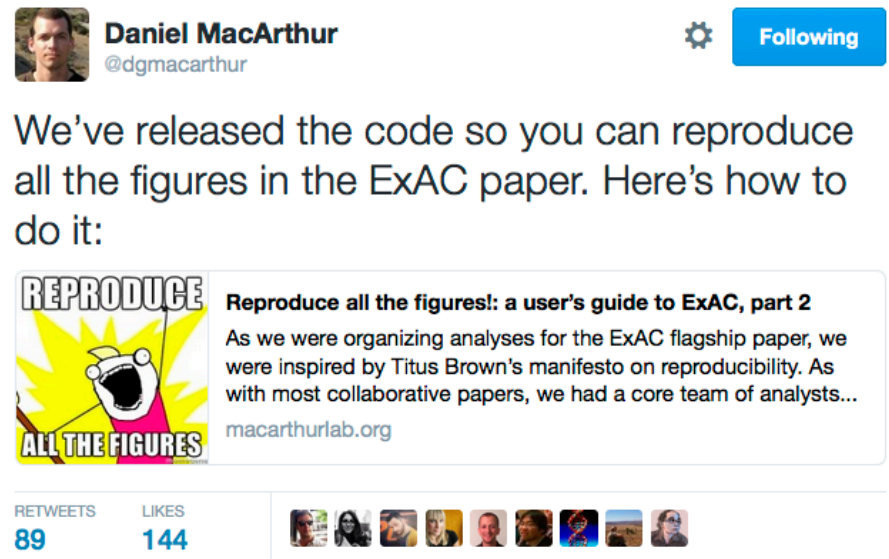 Daniel MacArthur
@dgmacarthur
Following
We've released the code so you can reproduce
all the figures in the ExAC paper. Here's how to
do it:
REPRODUCE
ALL THE FIGURES
Reproduce all the figures!: a user's guide to ExAC, part 2
As we were organizing analyses for the ExAC flagship paper, we
were inspired by Titus Brown's manifesto on reproducibility. As
with most collaborative papers, we had a core team of analysts...
macarthurlab.org
RETWEETS
LIKES
89
144